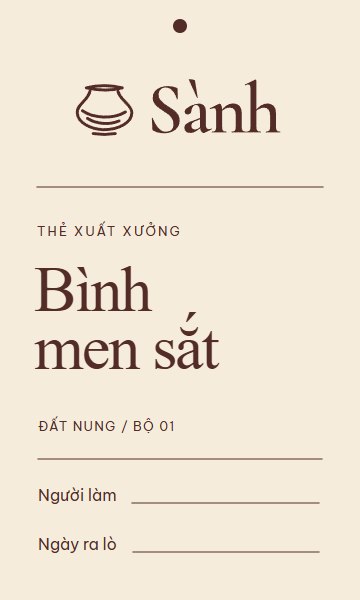 Sành
THẺ XUẤT XƯỞNG
Bình
men sắt
ĐẤT NUNG / BỘ 01
Người làm
Ngày ra lò